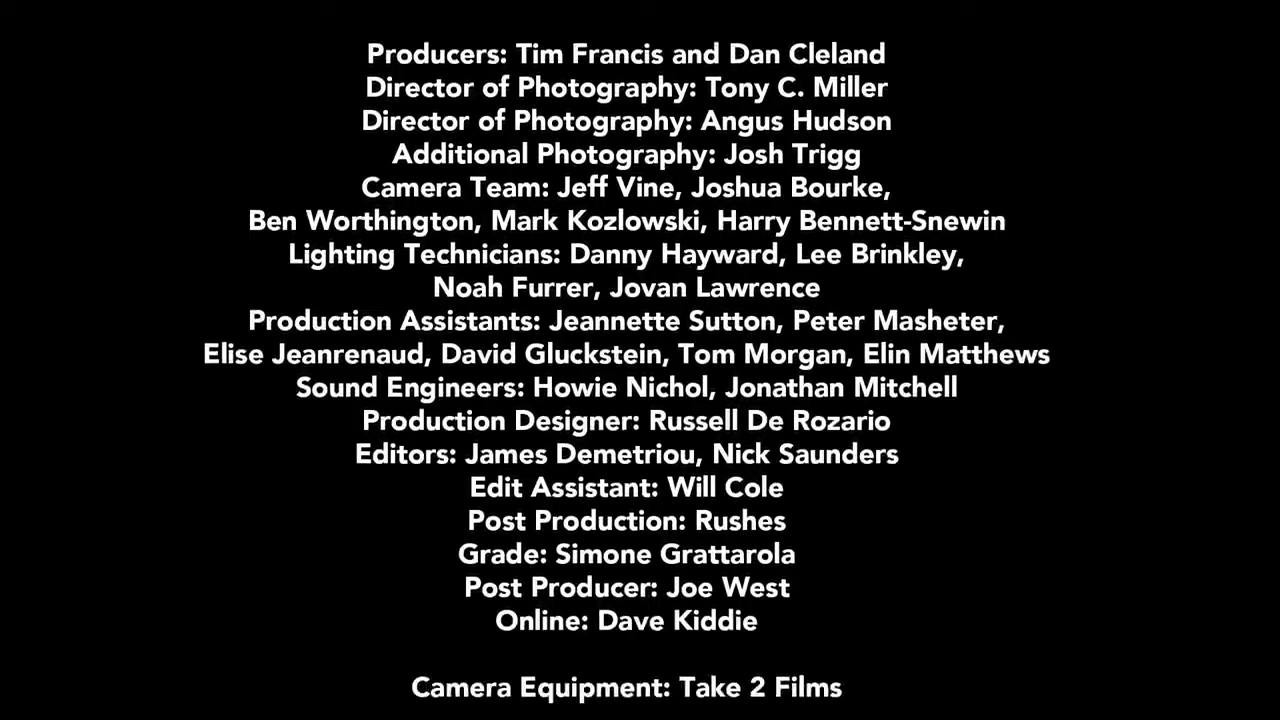 Producers: Tim Francis and Dan Cleland
Director of Photography: Tony C. Miller
Director of Photography: Angus Hudson
Additional Photography: Josh Trigg
Camera Team: Jeff Vine, Joshua Bourke,
Ben Worthington, Mark Kozlowski, Harry Bennett-Snewin
Lighting Technicians: Danny Hayward, Lee Brinkley,
Noah Furrer, Jovan Lawrence
Production Assistants: Jeannette Sutton, Peter Masheter,
Elise Jeanrenaud, David Gluckstein, Tom Morgan, Elin Matthews
Sound Engineers: Howie Nichol, Jonathan Mitchell
Production Designer: Russell De Rozario
Editors: James Demetriou, Nick Saunders
Edit Assistant: Will Cole
Post Production: Rushes
Grade: Simone Grattarola
Post Producer: Joe West
Online: Dave Kiddie
Camera Equipment: Take 2 Films